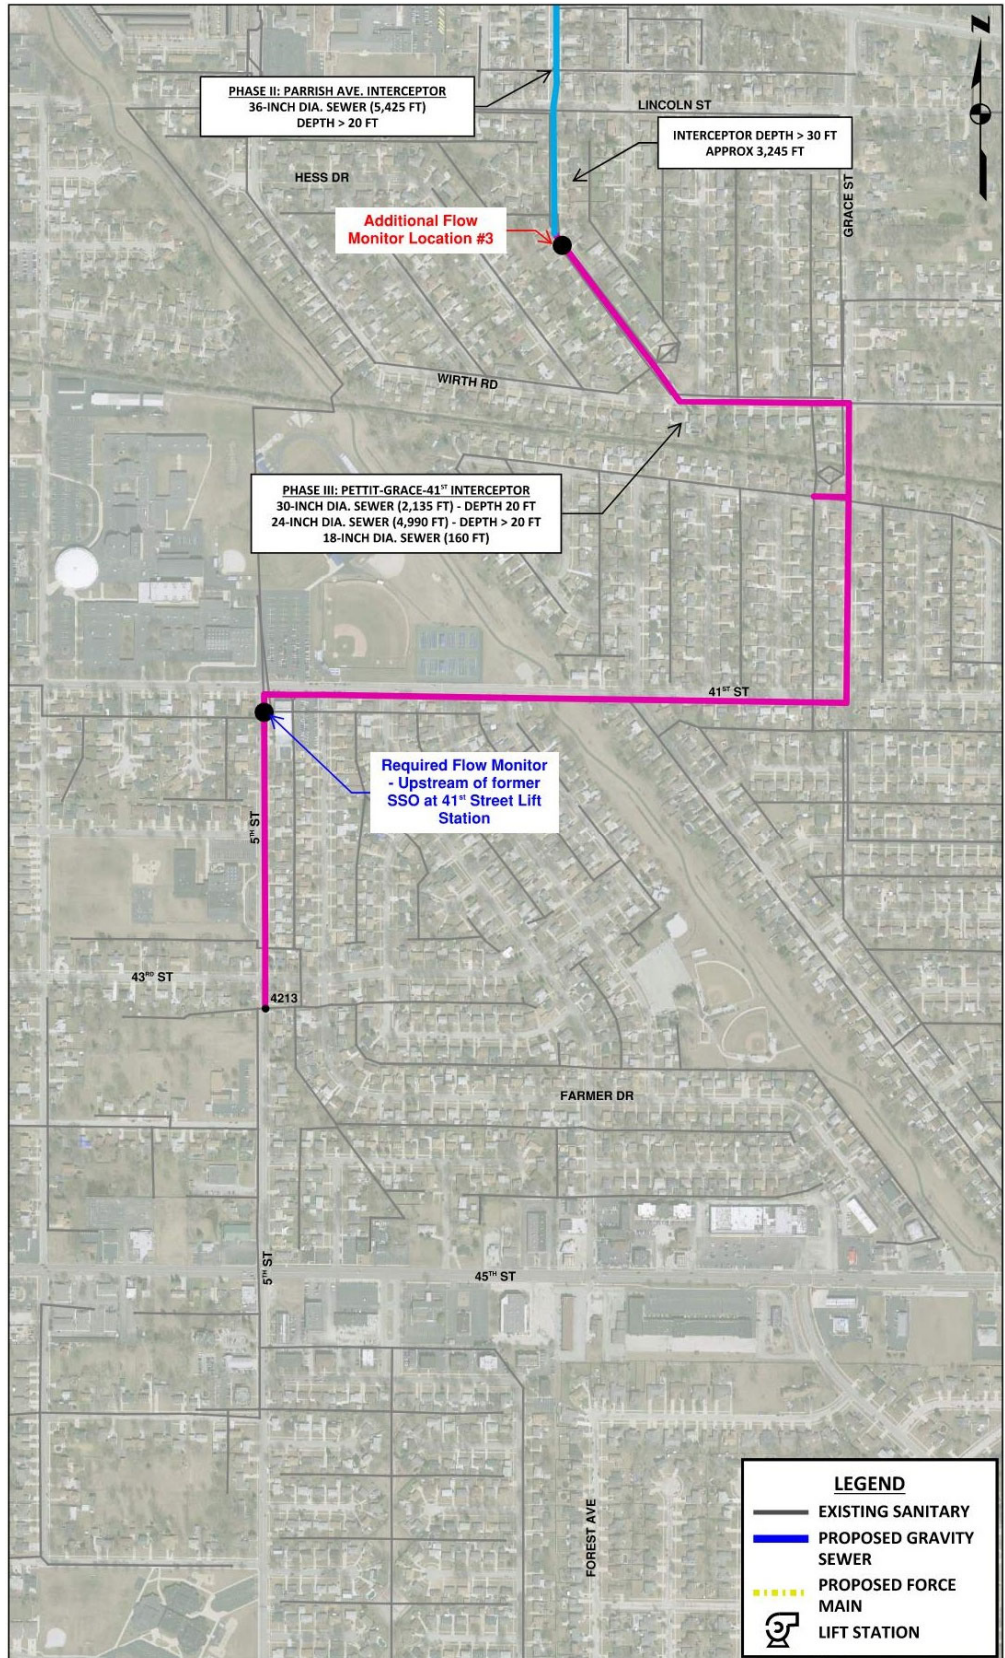 Z
PHASE II: PARRISH AVE. INTERCEPTOR
36-INCH DIA. SEWER (5,425 FT)
DEPTH > 20 FT
LINCOLN ST
INTERCEPTOR DEPTH > 30 FT
APPROX 3,245 FT
HESS DR
GRACE ST
Additional Flow
Monitor Location #3
WIRTH RD
PHASE III: PETTIT-GRACE-41ST INTERCEPTOR
30-INCH DIA. SEWER (2,135 FT) - DEPTH 20 FT
24-INCH DIA. SEWER (4,990 FT) - DEPTH > 20 FT
18-INCH DIA. SEWER (160 FT)
41ST ST
Required Flow Monitor
- Upstream of former
SSO at 41st Street Lift
Station
5TH ST
43RD ST
4213
FARMER DR
5TH ST
45TH ST
FOREST AVE
LEGEND
EXISTING SANITARY
PROPOSED GRAVITY
SEWER
PROPOSED FORCE
MAIN
LIFT STATION